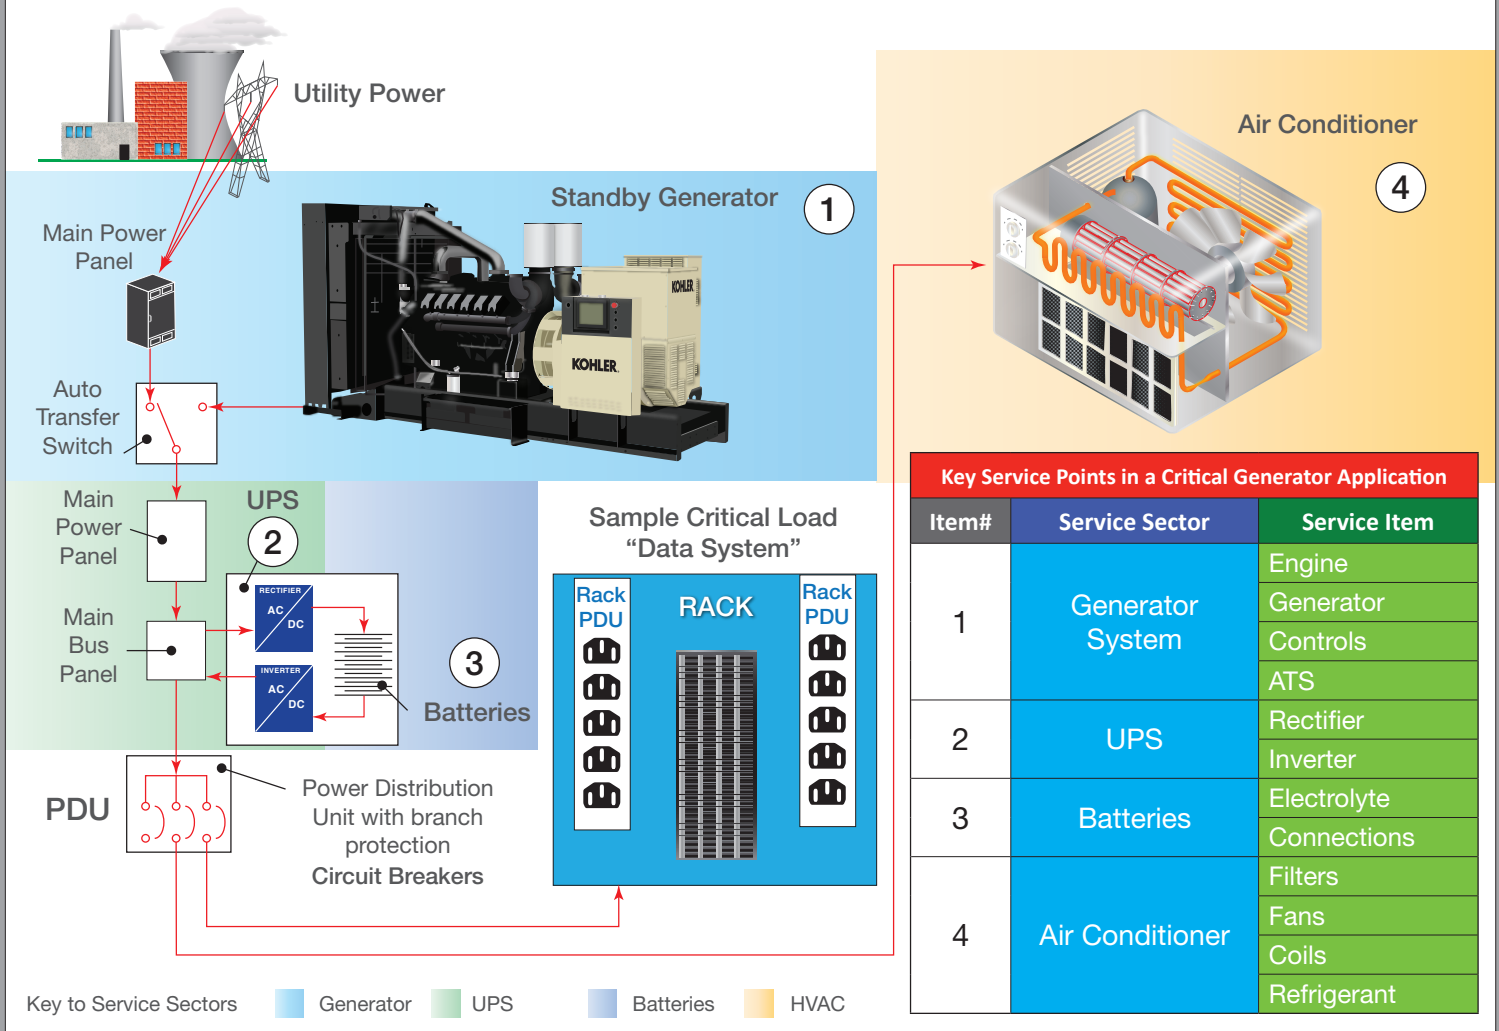 Utility Power
Air Conditioner
4
Standby Generator
1
Main Power
Panel
KOHLER
KOHLER.
Auto
Transfer
Switch
Main
Power
Panel
UPS
2
RECTIFIER
AC
DC
Main
Bus
Panel
INVERTER
AC
DC
3
Batteries
Sample Critical Load
“Data System”
Rack
PDU
RACK
Rack
PDU
PDU
Power Distribution
Unit with branch
protection
Circuit Breakers
Key Service Points in a Critical Generator Application
Item# Service Sector Service Item
1 Generator
System
Engine
Generator
Controls
ATS
2 UPS
Rectifier
Inverter
3 Batteries
Electrolyte
Connections
4 Air Conditioner
Filters
Fans
Coils
Refrigerant
Key to Service Sectors Generator UPS Batteries HVAC